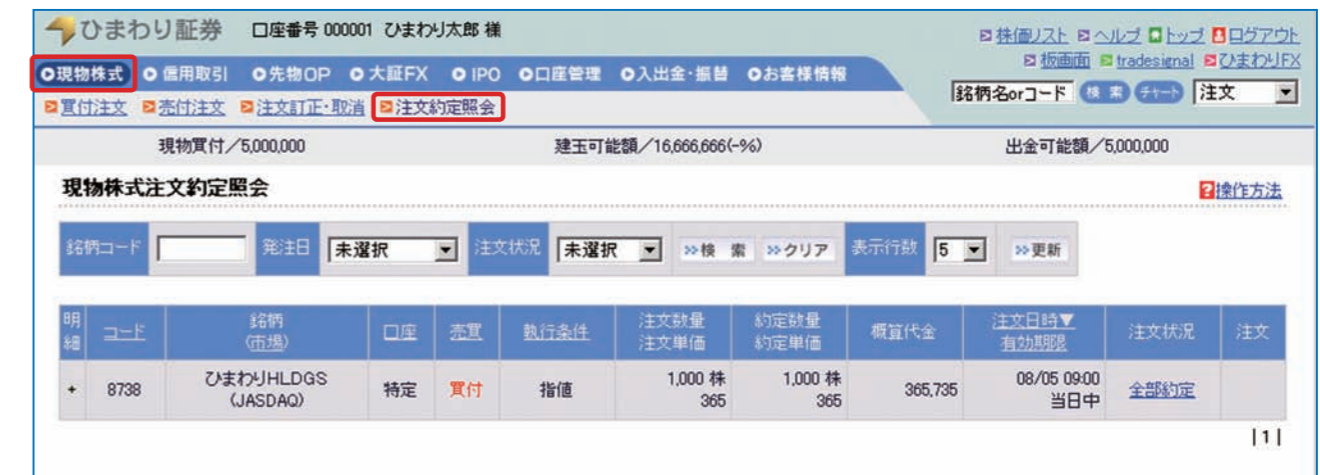 ひまわり証券 口座番号 000001 ひまわり太郎 様
株価リスト ヘルプ トップ ログアウト
板画面 tradesignal ひまわりFX
現物株式 信用取引 先物OP 大証FX IPO 口座管理 入出金・振替 お客様情報
銘柄名orコード 検 索 チャート 注文
買付注文 売付注文 注文訂正・取消 注文約定照会
現物買付/5,000,000 建玉可能額/16,666,666(-%) 出金可能額/5,000,000
現物株式注文約定照会 ?操作方法
銘柄コード 発注日 未選択 注文状況 未選択 >>検 索 >>クリア 表示行数 5 >>更新
明細 コード 銘柄(市場) 口座 売買 執行条件 注文数量 注文単価 約定数量 約定単価 概算代金 注文日時▼ 有効期限 注文状況 注文
+ 8738 ひまわりHLDGS 特定 買付 指値 1,000 株 1,000 株 365,735 08/05 09:00 全部約定
(JASDAQ) 365 365 当日中
|1|